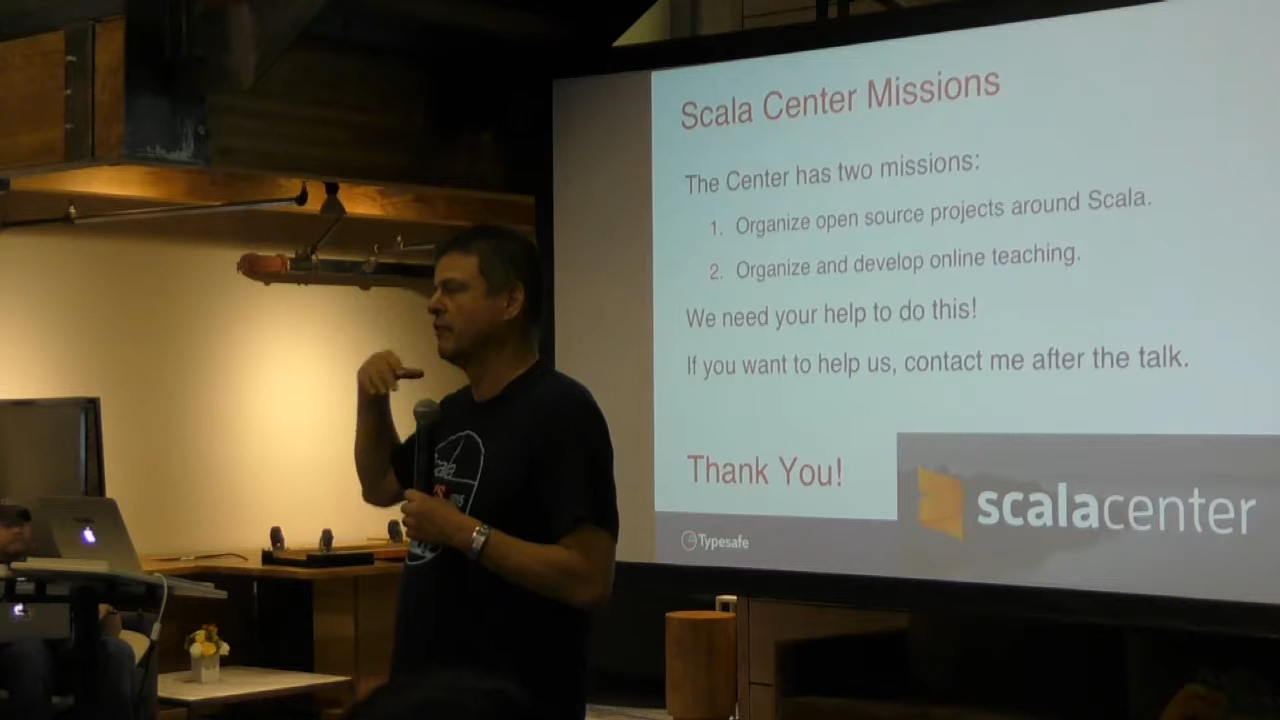 Scala Center Missions
The Center has two missions:
1. Organize open source projects around Scala.
2. Organize and develop online teaching.
We need your help to do this!
If you want to help us, contact me after the talk.
Thank You!
scalacenter
Typesafe